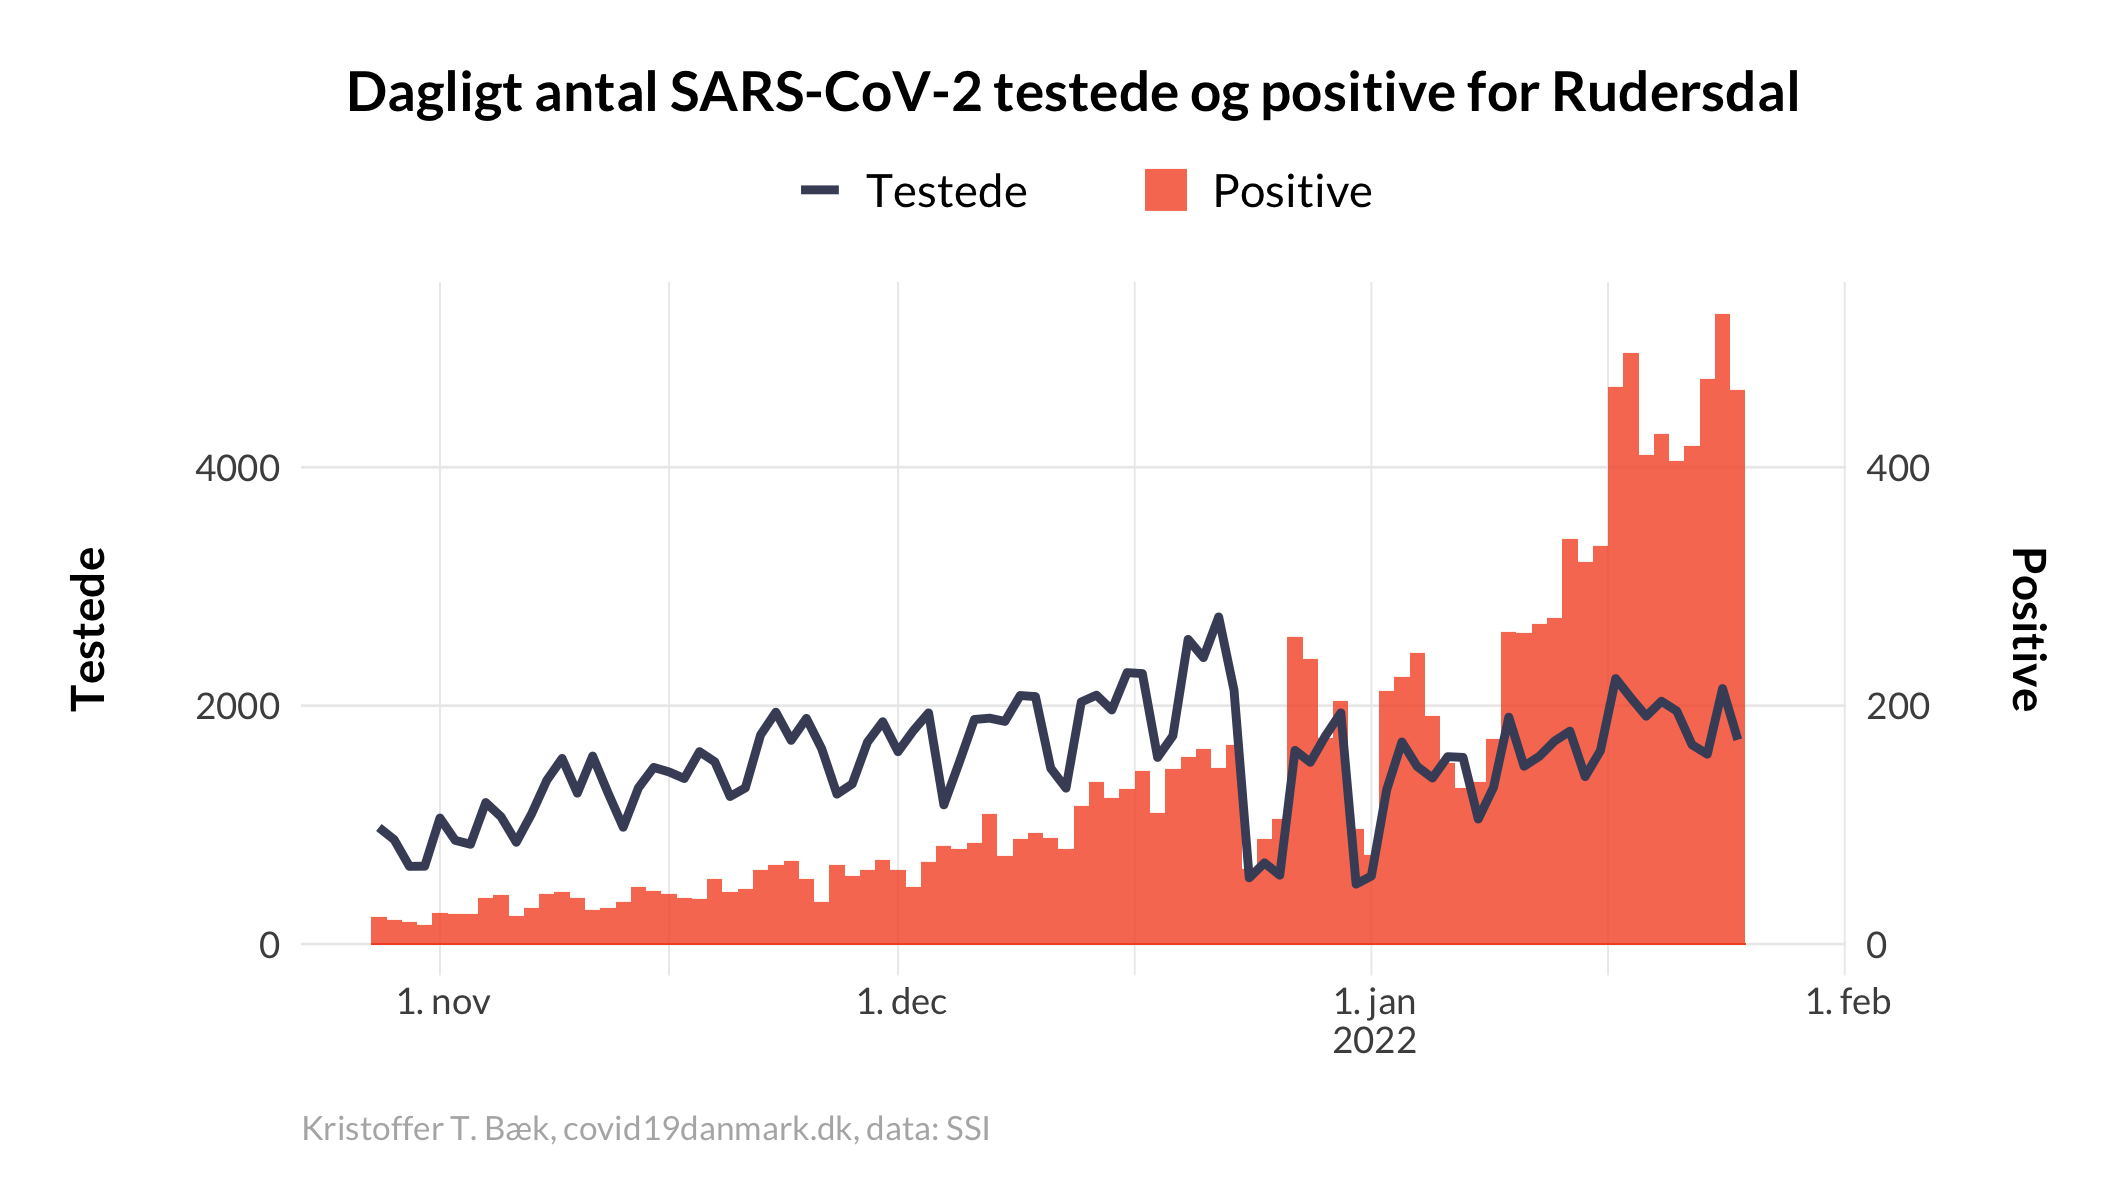 Dagligt antal SARS-CoV-2 testede og positive for Rudersdal
Testede
Positive
4000
2000
0
Testede
400
200
0
Positive
1. nov
1. dec
1. jan
2022
1. feb
Kristoffer T. Bæk, covid19danmark.dk, data: SSI